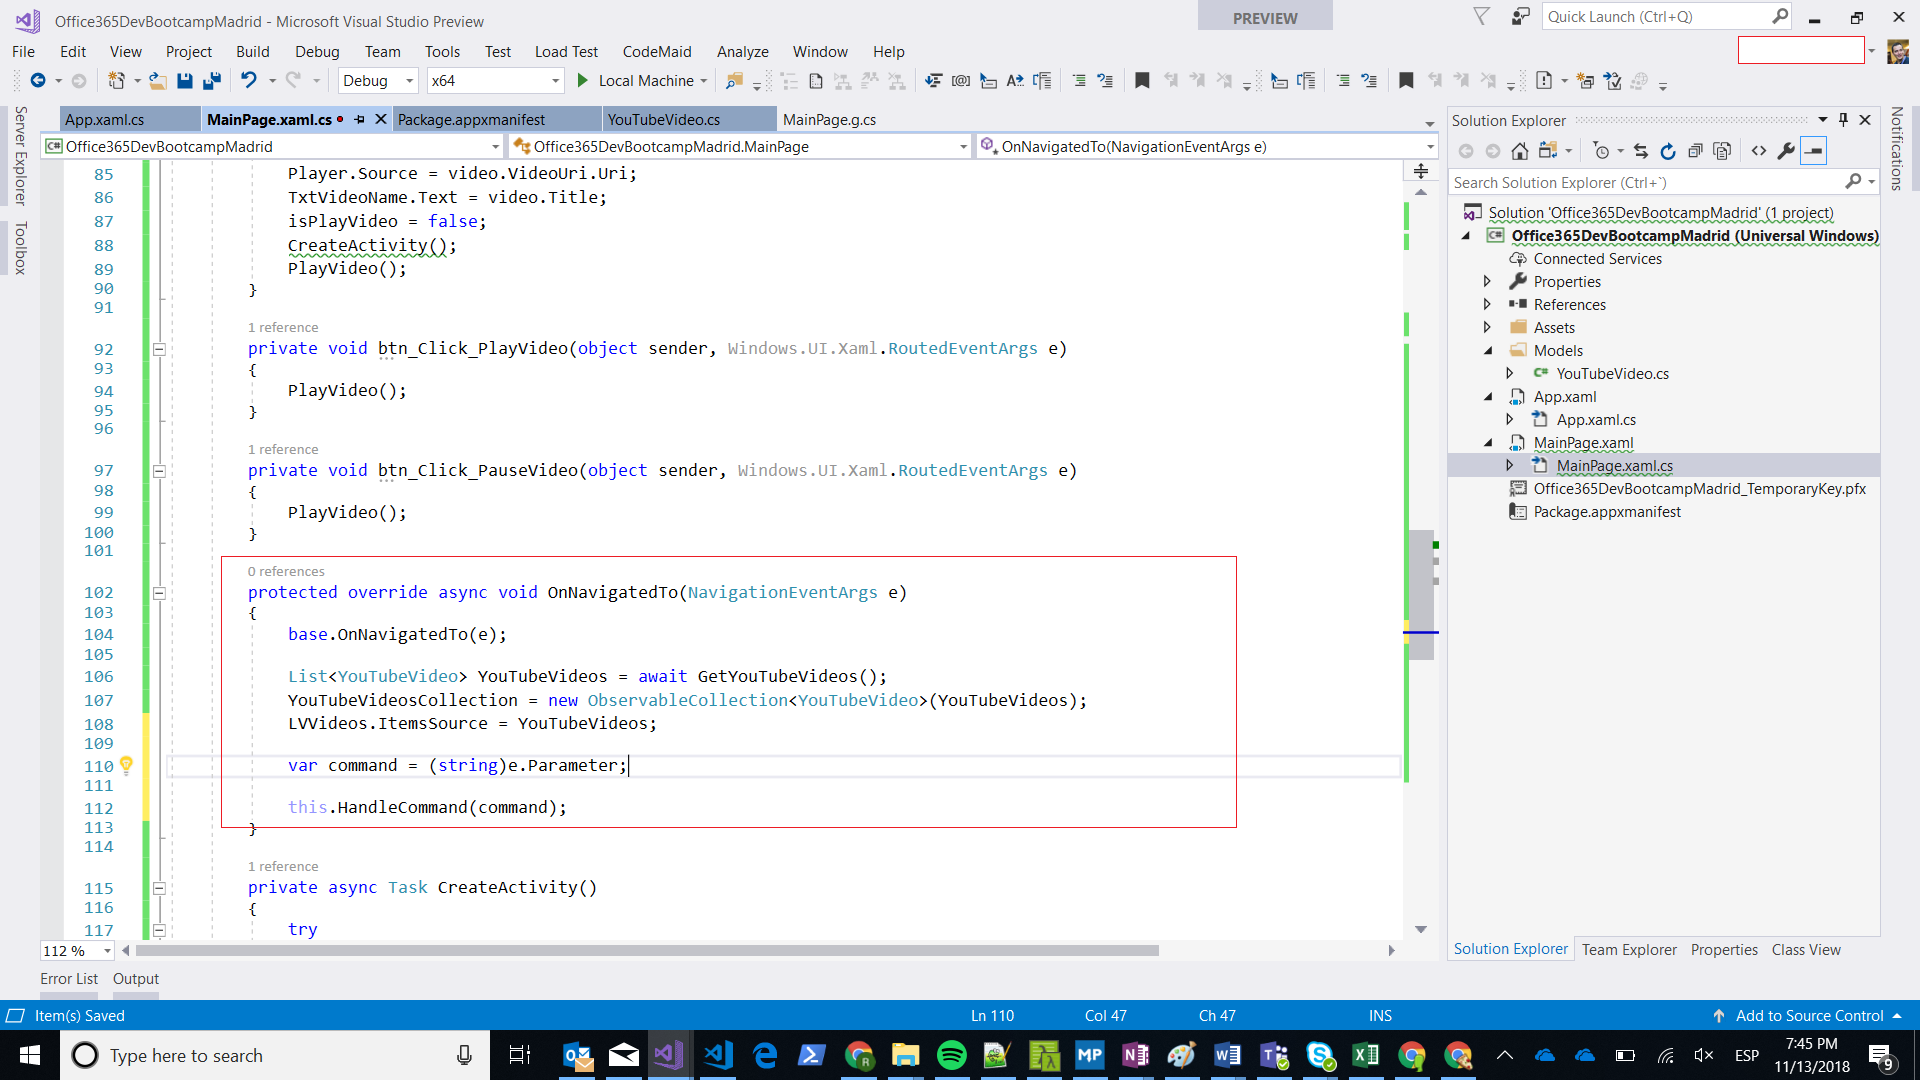 Office365DevBootcampMadrid - Microsoft Visual Studio Preview
PREVIEW
Quick Launch (Ctrl+Q)
File Edit View Project Build Debug Team Tools Test Load Test CodeMaid Analyze Window Help
Debug x64 Local Machine
Server Explorer
Toolbox
App.xaml.cs MainPage.xaml.cs Package.appxmanifest YouTubeVideo.cs MainPage.g.cs
Office365DevBootcampMadrid Office365DevBootcampMadrid.MainPage OnNavigatedTo(NavigationEventArgs e)
85 Player.Source = video.VideoUri.Uri;
86 TxtVideoName.Text = video.Title;
87 isPlayVideo = false;
88 CreateActivity();
89 PlayVideo();
90 }
91
1 reference
92 private void btn_Click_PlayVideo(object sender, Windows.UI.Xaml.RoutedEventArgs e)
93 {
94 PlayVideo();
95 }
96
1 reference
97 private void btn_Click_PauseVideo(object sender, Windows.UI.Xaml.RoutedEventArgs e)
98 {
99 PlayVideo();
100 }
101
0 references
102 protected override async void OnNavigatedTo(NavigationEventArgs e)
103 {
104 base.OnNavigatedTo(e);
105
106 List<YouTubeVideo> YouTubeVideos = await GetYouTubeVideos();
107 YouTubeVideosCollection = new ObservableCollection<YouTubeVideo>(YouTubeVideos);
108 LVVideos.ItemsSource = YouTubeVideos;
109
110 var command = (string)e.Parameter;
111
112 this.HandleCommand(command);
113 }
114
1 reference
115 private async Task CreateActivity()
116 {
117 try
112 %
Error List Output
Solution Explorer
Search Solution Explorer (Ctrl+`)
Solution 'Office365DevBootcampMadrid' (1 project)
C# Office365DevBootcampMadrid (Universal Windows)
Connected Services
Properties
References
Assets
Models
C# YouTubeVideo.cs
App.xaml
App.xaml.cs
MainPage.xaml
MainPage.xaml.cs
Office365DevBootcampMadrid_TemporaryKey.pfx
Package.appxmanifest
Solution Explorer Team Explorer Properties Class View
Notifications
Item(s) Saved Ln 110 Col 47 Ch 47 INS Add to Source Control
Type here to search
ESP
7:45 PM
11/13/2018
9